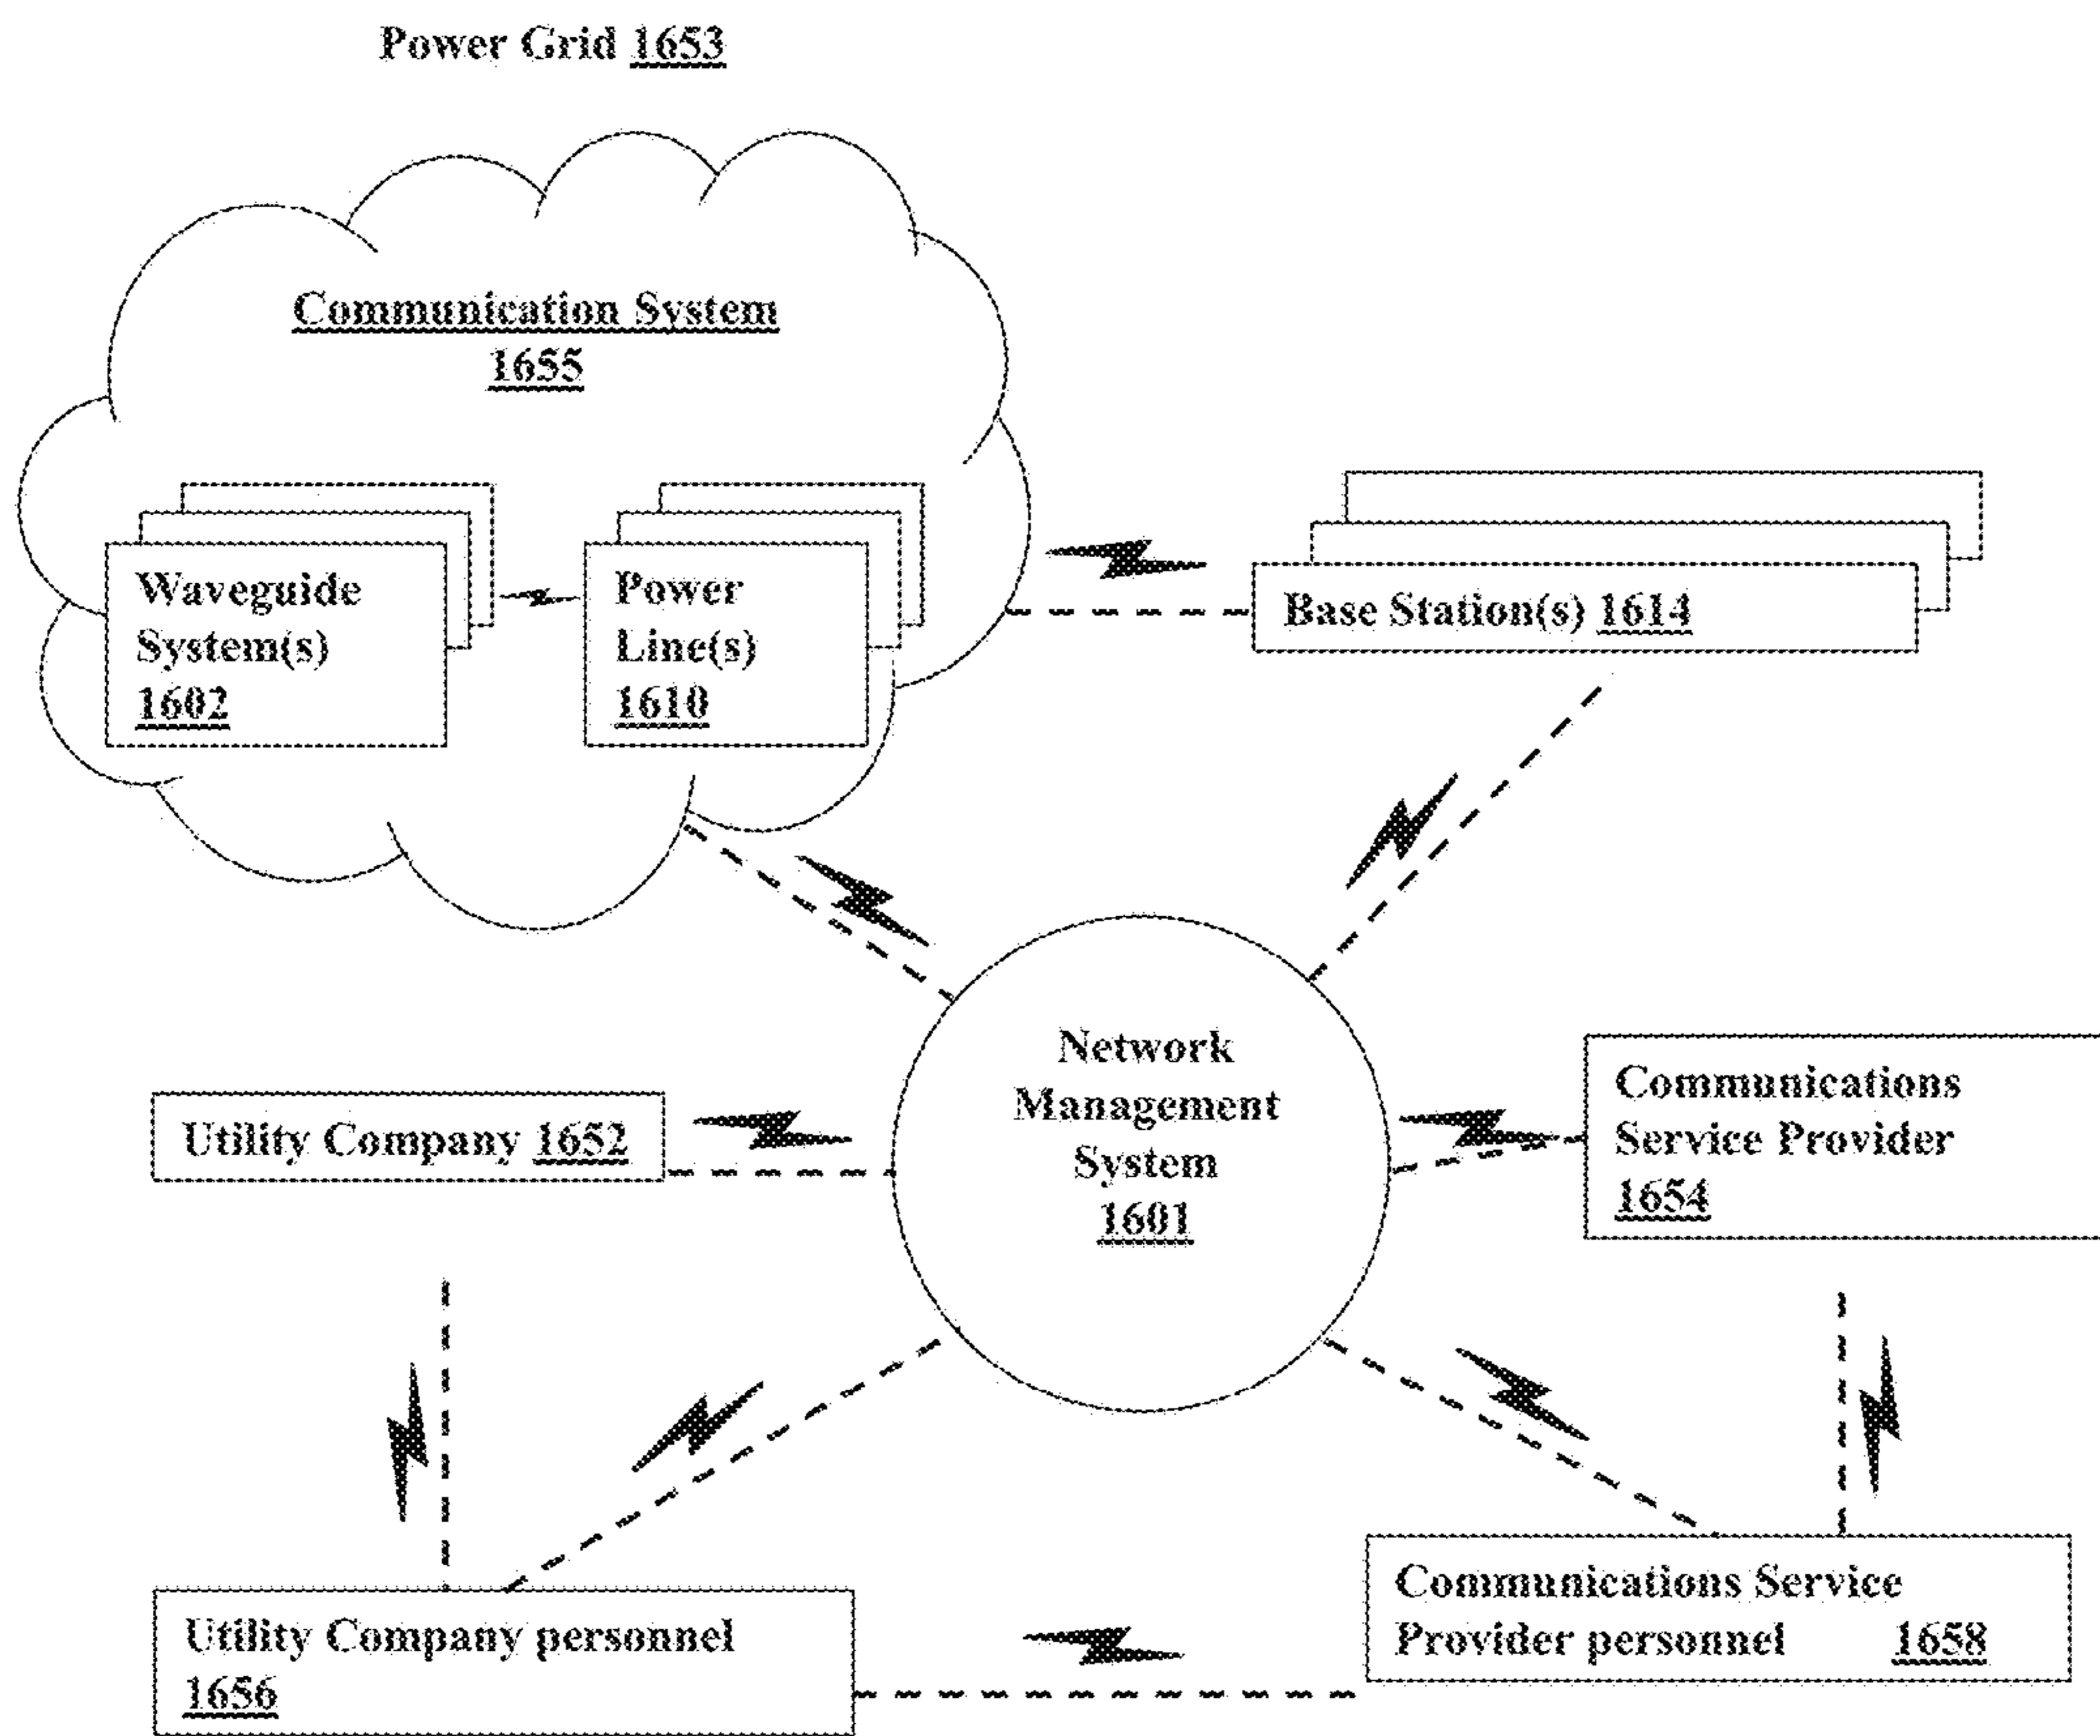 Power Grid 1653
Communication System
1655
Waveguide
System(s)
1602
Power
Line(s)
1610
Base Station(s) 1614
Network
Management
System
1601
Utility Company 1652
Communications
Service Provider
1654
Utility Company personnel
1656
Communications Service
Provider personnel 1658